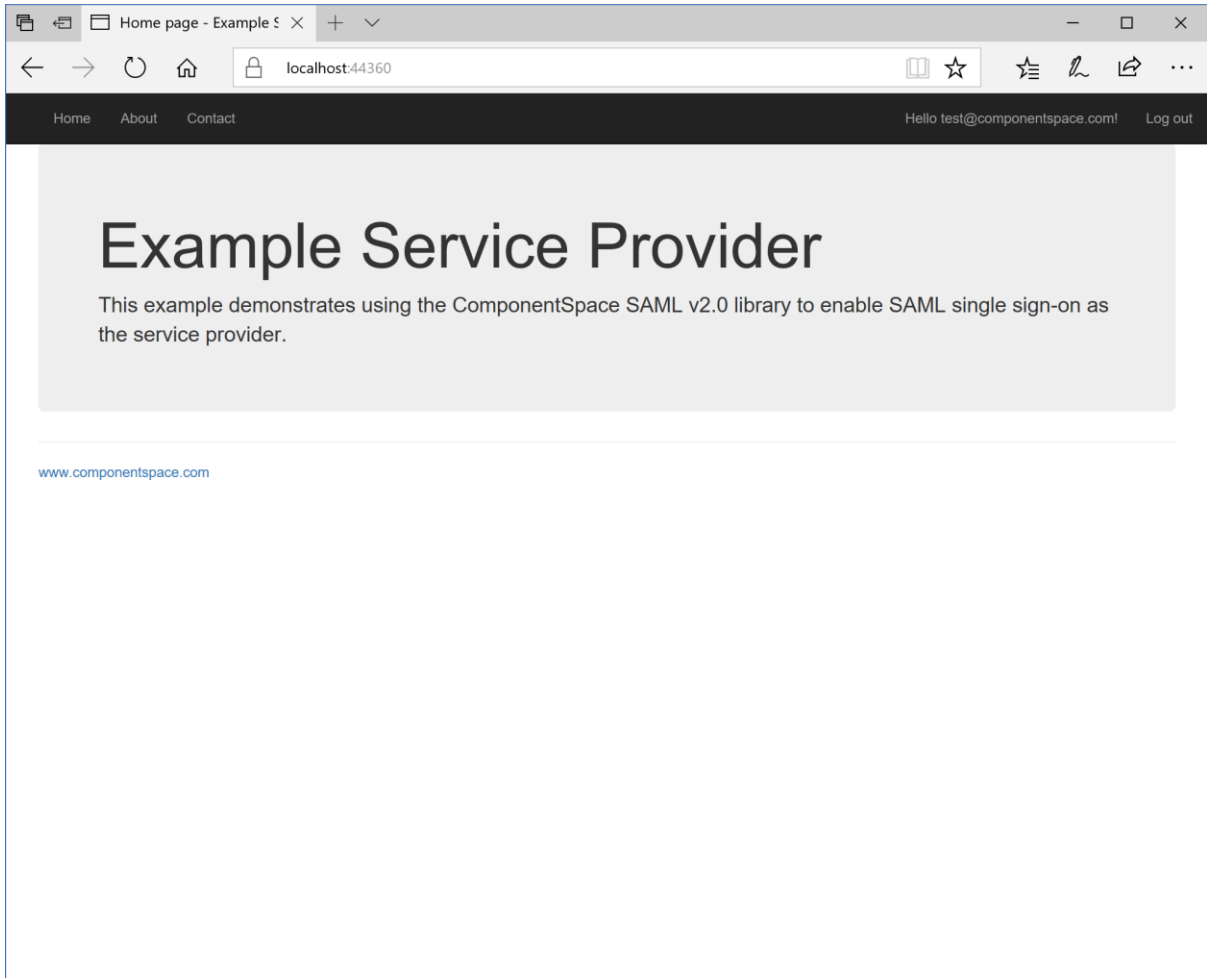 Home page - Example S
localhost:44360
Home About Contact Hello test@componentspace.com! Log out
Example Service Provider
This example demonstrates using the ComponentSpace SAML v2.0 library to enable SAML single sign-on as
the service provider.
www.componentspace.com